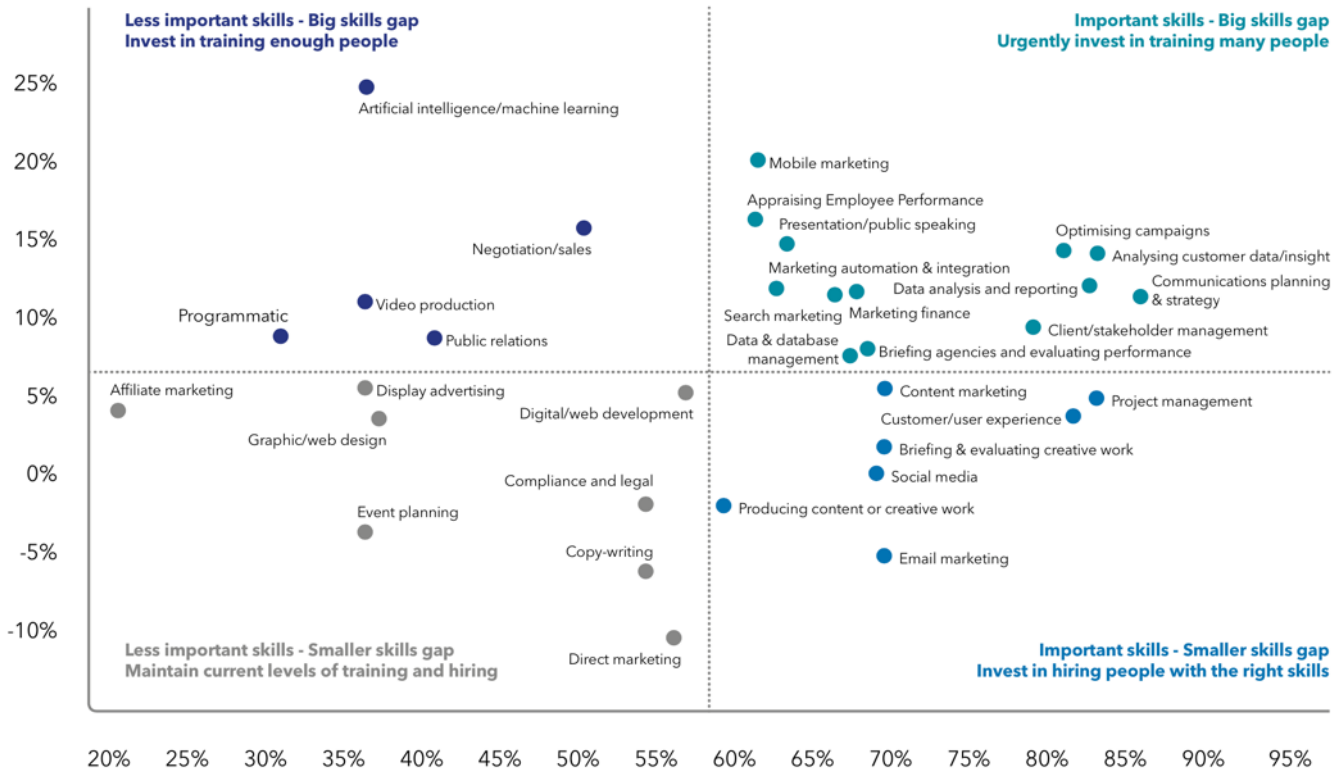 Less important skills - Big skills gap
Invest in training enough people
Important skills - Big skills gap
Urgently invest in training many people
25%
Artificial intelligence/machine learning
20%
Mobile marketing
Appraising Employee Performance
Presentation/public speaking
15%
Negotiation/sales
Optimising campaigns
Analysing customer data/insight
Marketing automation & integration
Data analysis and reporting
Communications planning
& strategy
Video production
Search marketing
Marketing finance
10%
Programmatic
Public relations
Client/stakeholder management
Data & database
management
Briefing agencies and evaluating performance
5%
Affiliate marketing
Display advertising
Digital/web development
Graphic/web design
Content marketing
Project management
Customer/user experience
Briefing & evaluating creative work
0%
Social media
Compliance and legal
Event planning
Producing content or creative work
-5%
Copy-writing
Email marketing
-10%
Direct marketing
Less important skills - Smaller skills gap
Maintain current levels of training and hiring
Important skills - Smaller skills gap
Invest in hiring people with the right skills
20% 25% 30% 35% 40% 45% 50% 55% 60% 65% 70% 75% 80% 85% 90% 95%